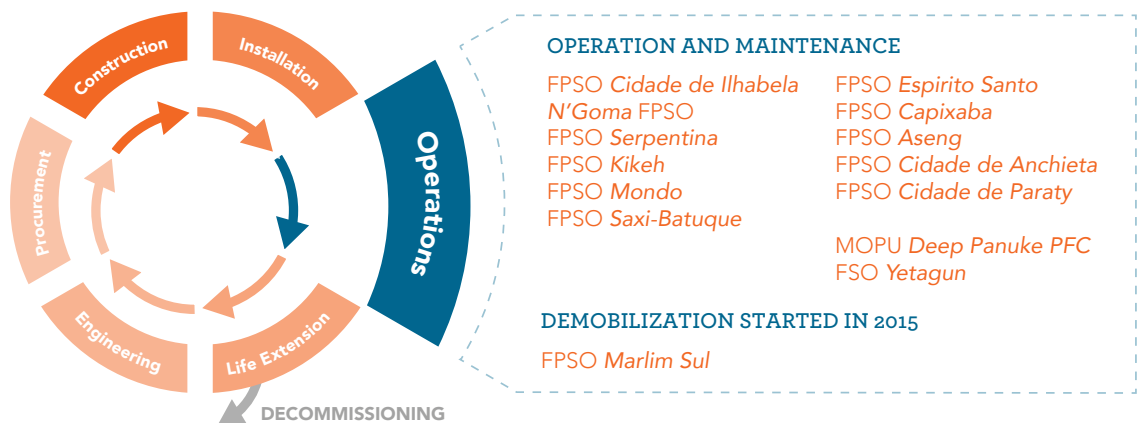 Construction
Installation
Operations
Life Extension
Engineering
Procurement
DECOMMISSIONING
OPERATION AND MAINTENANCE
FPSO Cidade de Ilhabela
N'Goma FPSO
FPSO Serpentina
FPSO Kikeh
FPSO Mondo
FPSO Saxi-Batuque
FPSO Espirito Santo
FPSO Capixaba
FPSO Aseng
FPSO Cidade de Anchieta
FPSO Cidade de Paraty
MOPU Deep Panuke PFC
FSO Yetagun
DEMOBILIZATION STARTED IN 2015
FPSO Marlim Sul